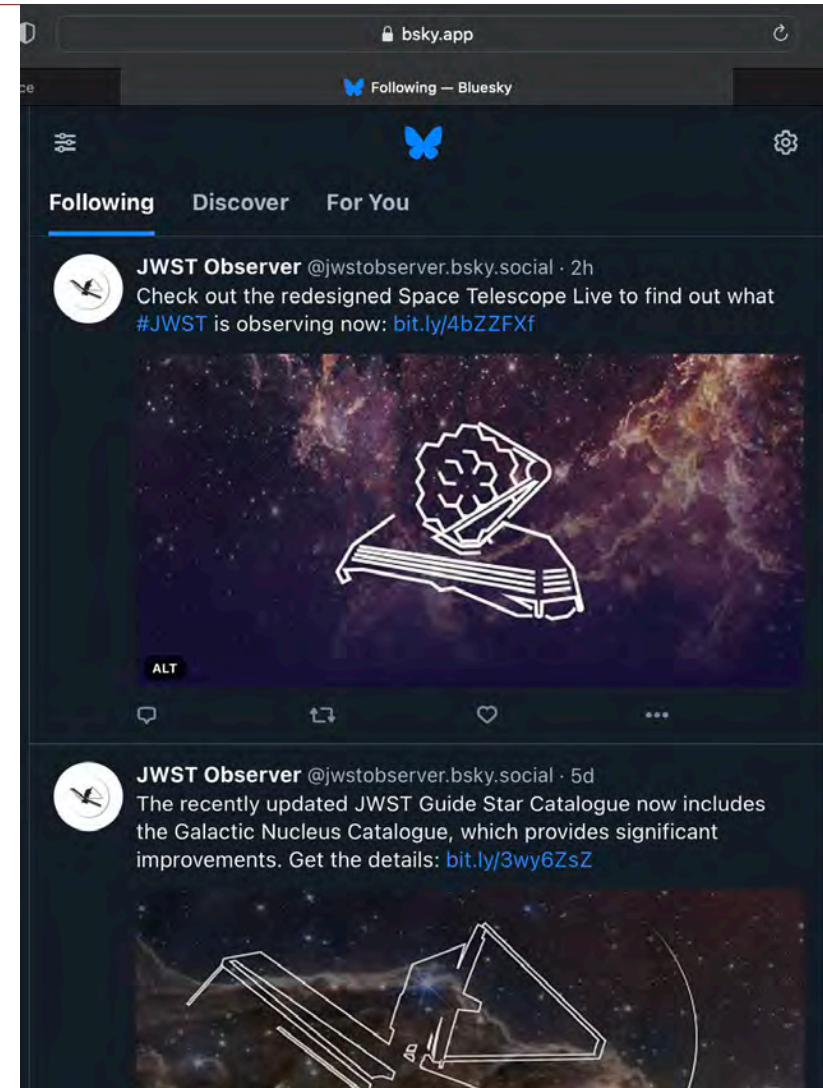 bsky.app
ce
Following — Bluesky
Following Discover For You
JWST Observer @jwstobserver.bsky.social · 2h
Check out the redesigned Space Telescope Live to find out what
#JWST is observing now: bit.ly/4bZZFXf
ALT
JWST Observer @jwstobserver.bsky.social · 5d
The recently updated JWST Guide Star Catalogue now includes
the Galactic Nucleus Catalogue, which provides significant
improvements. Get the details: bit.ly/3wy6ZsZ